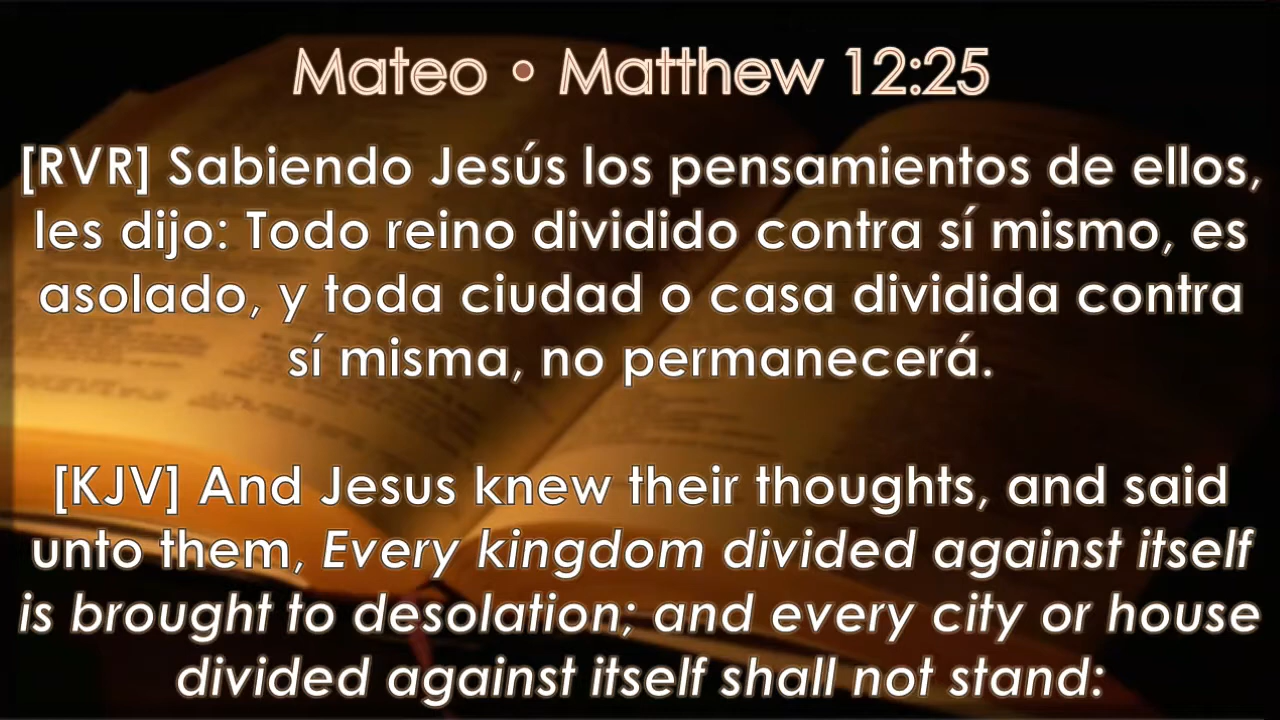 Mateo • Matthew 12:25
[RVR] Sabiendo Jesús los pensamientos de ellos,
les dijo: Todo reino dividido contra sí mismo, es
asolado, y toda ciudad o casa dividida contra
sí misma, no permanecerá.
[KJV] And Jesus knew their thoughts, and said
unto them, Every kingdom divided against itself
is brought to desolation; and every city or house
divided against itself shall not stand: